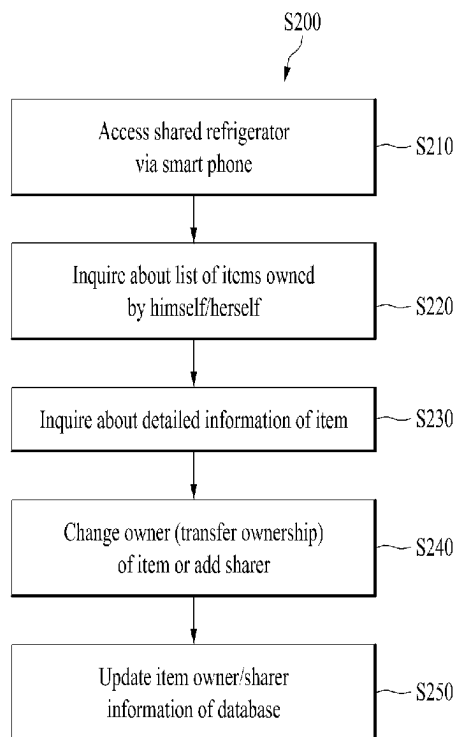 S200
Access shared refrigerator
via smart phone
S210
Inquire about list of items owned
by himself/herself
S220
Inquire about detailed information of item
S230
Change owner (transfer ownership)
of item or add sharer
S240
Update item owner/sharer
information of database
S250